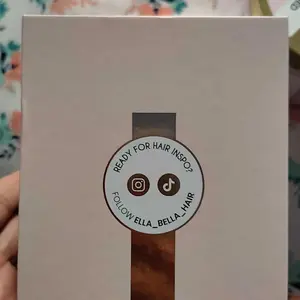 READY FOR HAIR INSPO?
FOLLOW ELLA_BELLA_HAIR